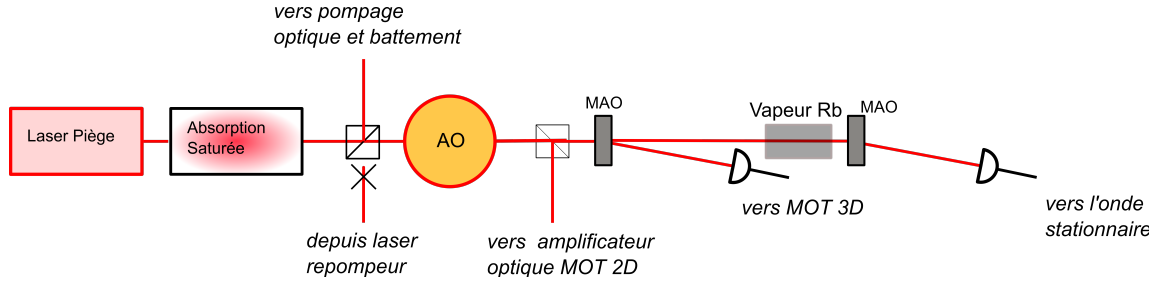 vers pompage
optique et battement
Laser Piège
Absorption
Saturée
AO
MAO
Vapeur Rb
MAO
depuis laser
repompeur
vers amplificateur
optique MOT 2D
vers MOT 3D
vers l'onde
stationnaire